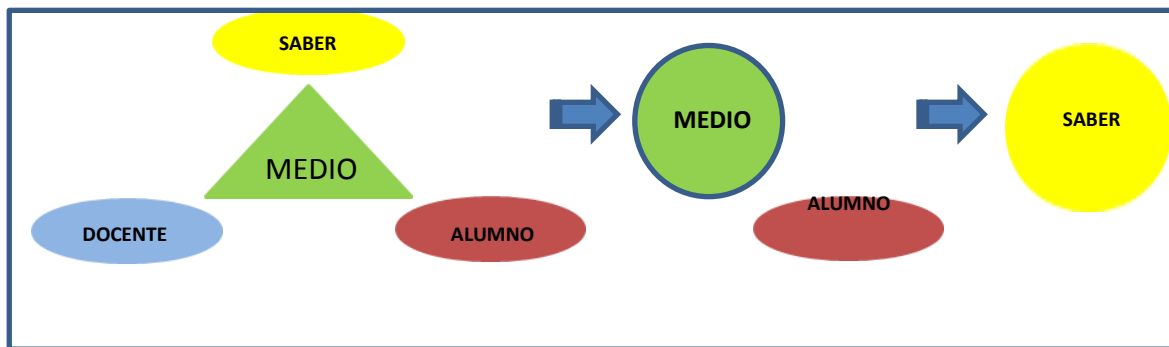 SABER
MEDIO
DOCENTE
ALUMNO
MEDIO
ALUMNO
SABER